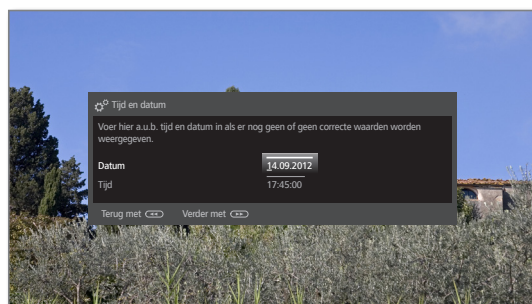 Tijd en datum
Voer hier a.u.b. tijd en datum in als er nog geen of geen correcte waarden worden
weergegeven.
Datum 14.09.2012
Tijd 17:45:00
Terug met Verder met